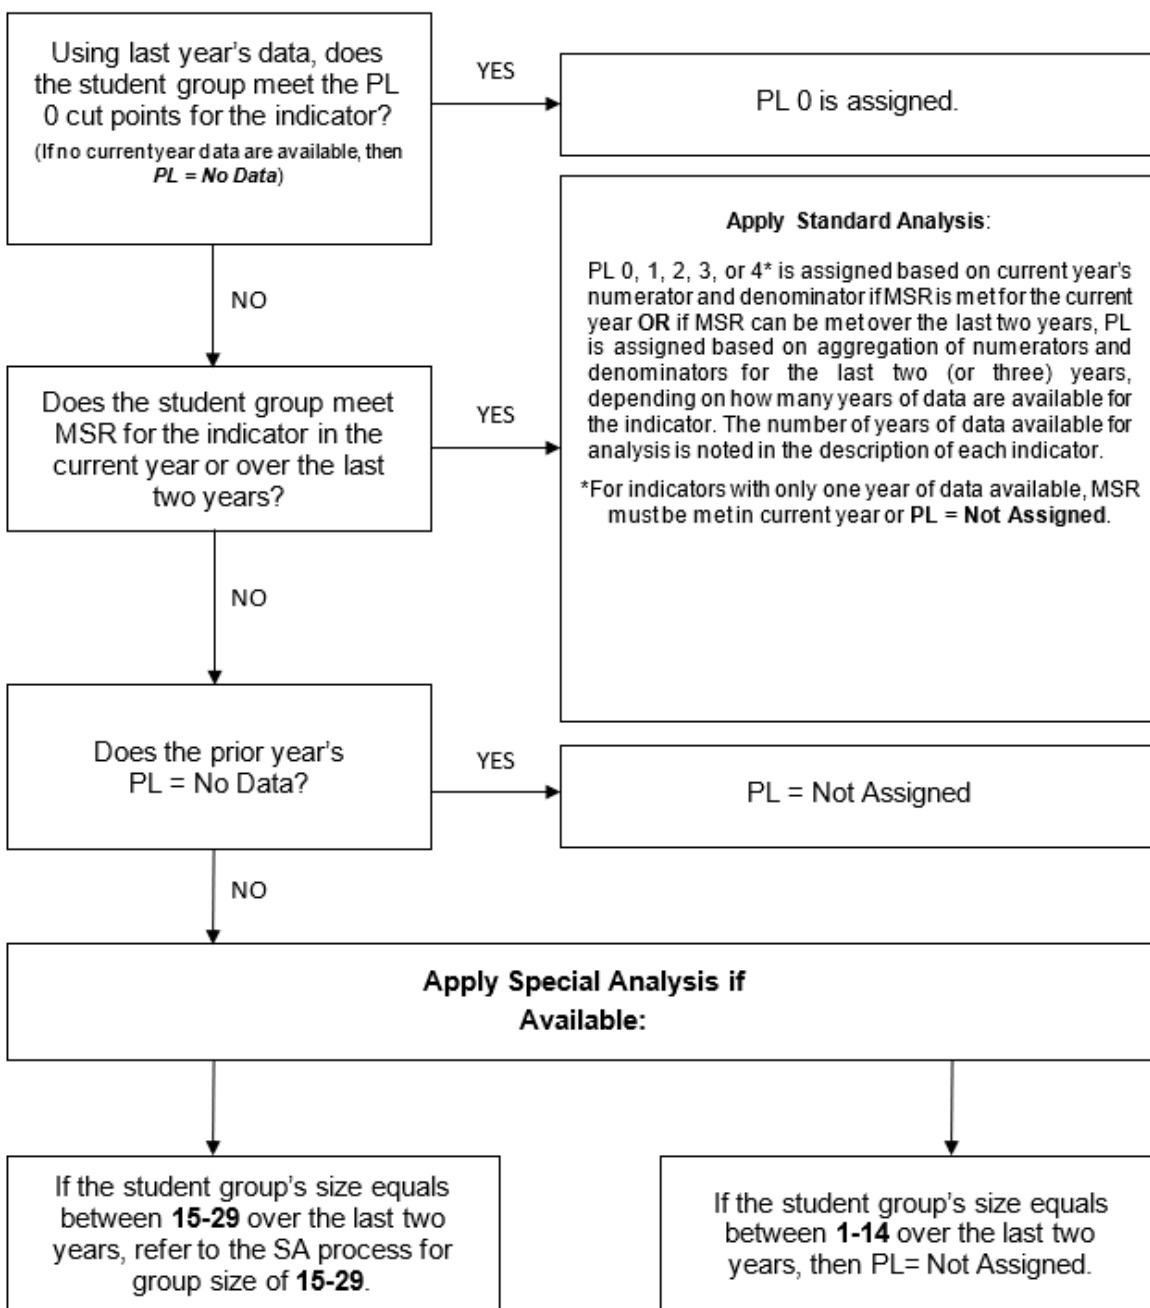 Using last year's data, does
the student group meet the PL
0 cut points for the indicator?
(If no current year data are available, then
PL = No Data)
YES
PL 0 is assigned.
NO
Apply Standard Analysis:
PL 0, 1, 2, 3, or 4* is assigned based on current year's
numerator and denominator if MSR is met for the current
year OR if MSR can be met over the last two years, PL
is assigned based on aggregation of numerators and
denominators for the last two (or three) years,
depending on how many years of data are available for
the indicator. The number of years of data available for
analysis is noted in the description of each indicator.
*For indicators with only one year of data available, MSR
must be met in current year or PL = Not Assigned.
Does the student group meet
MSR for the indicator in the
current year or over the last
two years?
YES
NO
Does the prior year's
PL = No Data?
YES
PL = Not Assigned
NO
Apply Special Analysis if
Available:
If the student group's size equals
between 15-29 over the last two
years, refer to the SA process for
group size of 15-29.
If the student group's size equals
between 1-14 over the last two
years, then PL= Not Assigned.